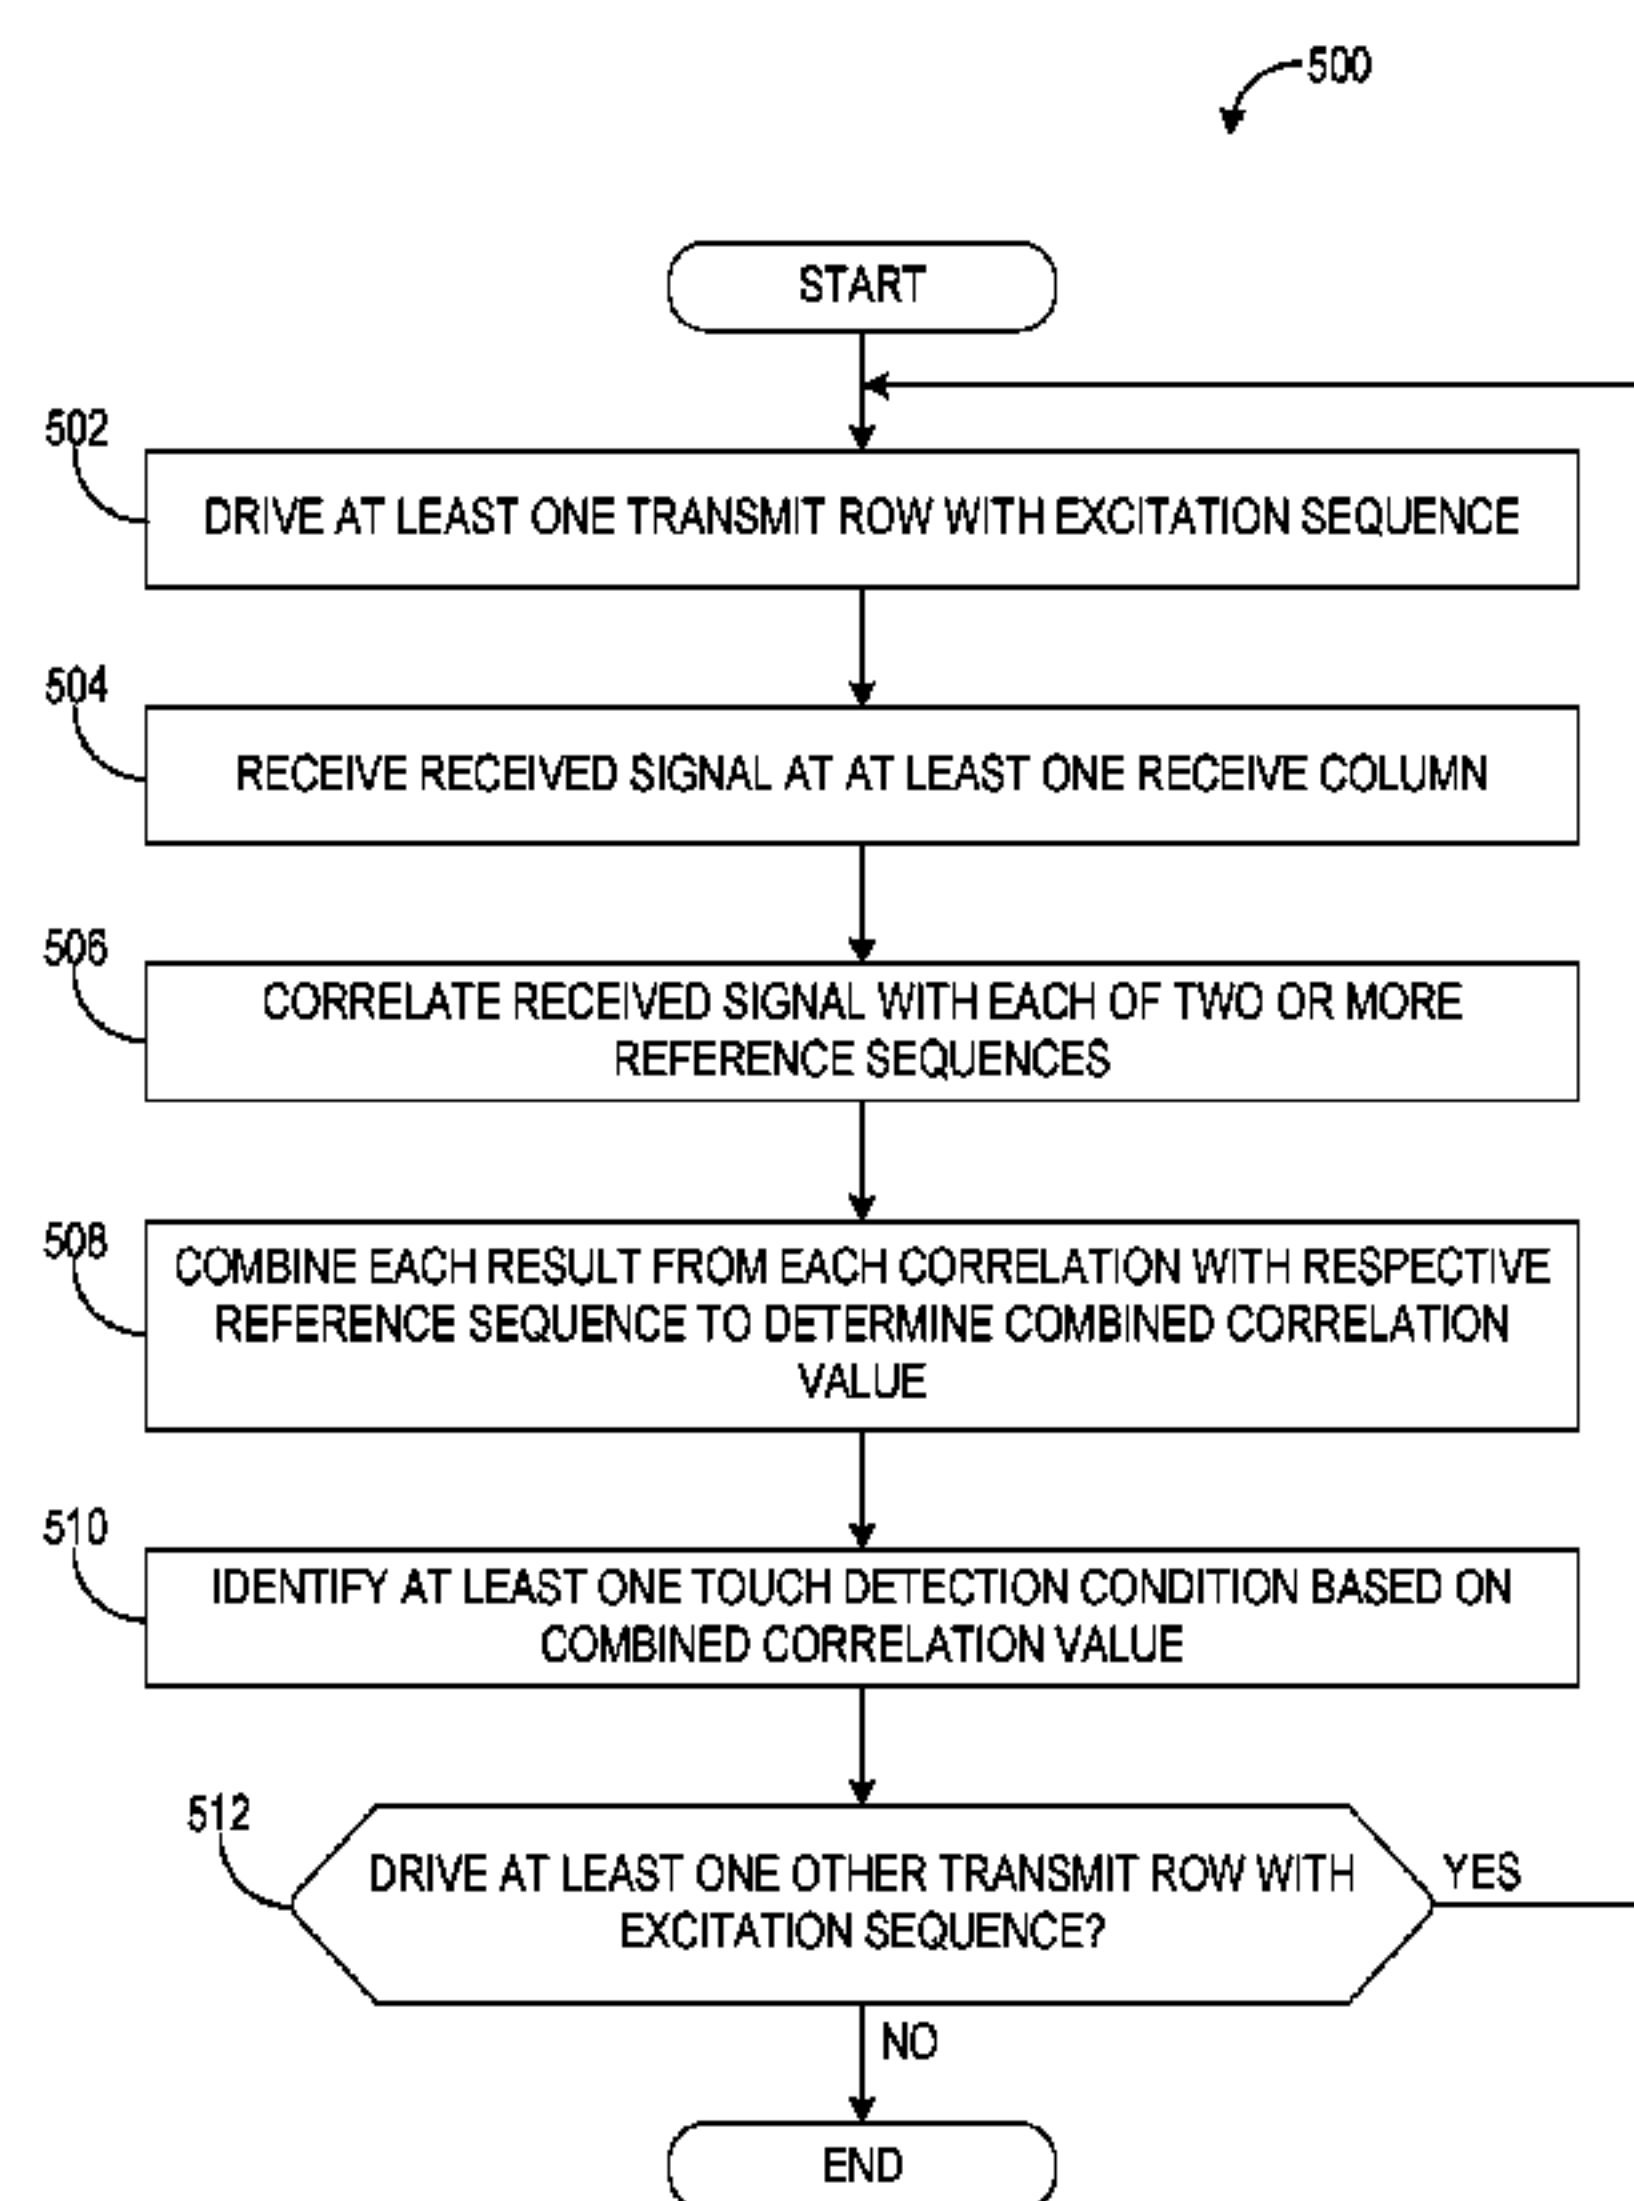 500
START
502
DRIVE AT LEAST ONE TRANSMIT ROW WITH EXCITATION SEQUENCE
504
RECEIVE RECEIVED SIGNAL AT AT LEAST ONE RECEIVE COLUMN
506
CORRELATE RECEIVED SIGNAL WITH EACH OF TWO OR MORE
REFERENCE SEQUENCES
508
COMBINE EACH RESULT FROM EACH CORRELATION WITH RESPECTIVE
REFERENCE SEQUENCE TO DETERMINE COMBINED CORRELATION
VALUE
510
IDENTIFY AT LEAST ONE TOUCH DETECTION CONDITION BASED ON
COMBINED CORRELATION VALUE
512
DRIVE AT LEAST ONE OTHER TRANSMIT ROW WITH
EXCITATION SEQUENCE?
YES
NO
END